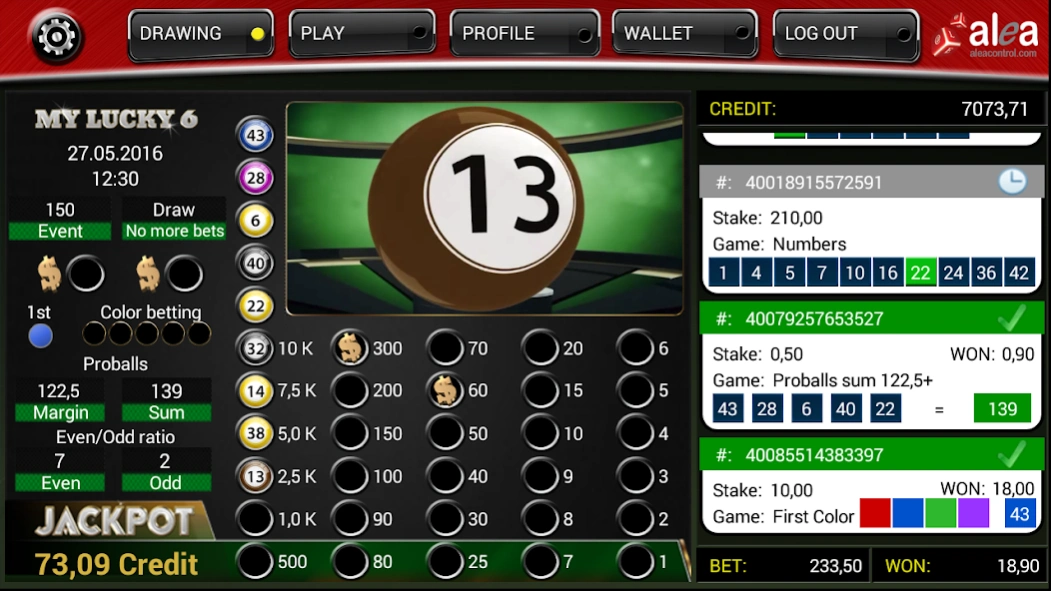 DRAWING
PLAY
PROFILE
WALLET
LOG OUT
alea
aleacontrol.com
MY LUCKY 6
27.05.2016
12:30
150
Event
Draw
No more bets
1st
Color betting
Proballs
122,5
Margin
139
Sum
Even/Odd ratio
7
Even
2
Odd
JACKPOT
73,09 Credit
43
28
6
40
22
13
32 10 K 300 70 20 6
14 7,5 K 200 60 15 5
38 5,0 K 150 50 10 4
13 2,5 K 100 40 9 3
1,0 K 90 30 8 2
500 80 25 7 1
CREDIT: 7073,71
#: 40018915572591
Stake: 210,00
Game: Numbers
1 4 5 7 10 16 22 24 36 42
#: 40079257653527
Stake: 0,50 WON: 0,90
Game: Proballs sum 122,5+
43 28 6 40 22 = 139
#: 40085514383397
Stake: 10,00 WON: 18,00
Game: First Color 43
BET: 233,50 WON: 18,90